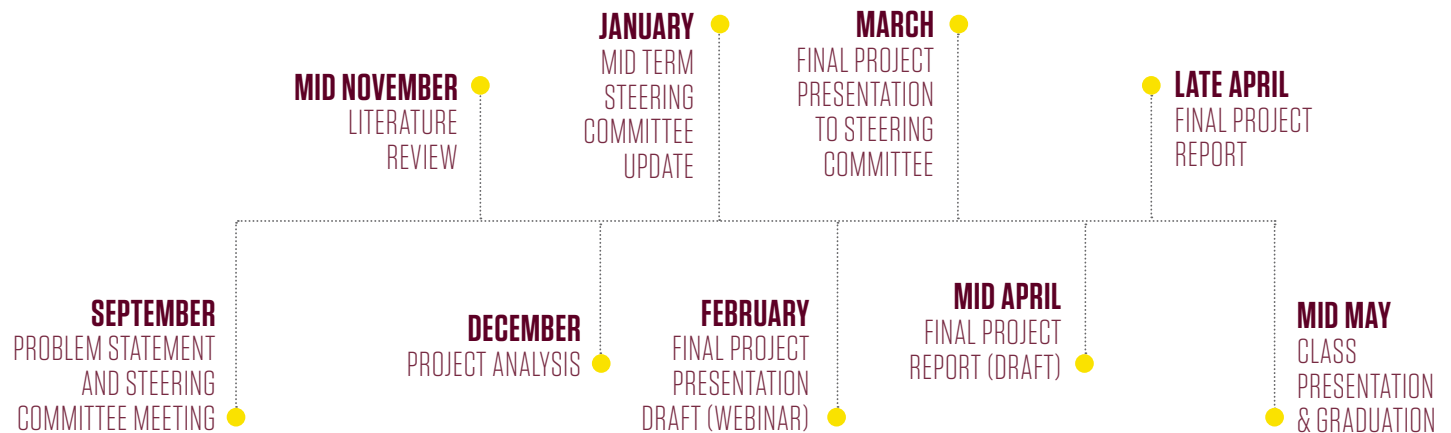 JANUARY
MID TERM
STEERING
COMMITTEE
UPDATE
MARCH
FINAL PROJECT
PRESENTATION
TO STEERING
COMMITTEE
MID NOVEMBER
LITERATURE
REVIEW
LATE APRIL
FINAL PROJECT
REPORT
SEPTEMBER
PROBLEM STATEMENT
AND STEERING
COMMITTEE MEETING
DECEMBER
PROJECT ANALYSIS
FEBRUARY
FINAL PROJECT
PRESENTATION
DRAFT (WEBINAR)
MID APRIL
FINAL PROJECT
REPORT (DRAFT)
MID MAY
CLASS
PRESENTATION
& GRADUATION